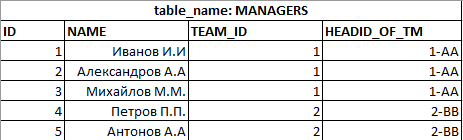 table_name: MANAGERS
ID NAME TEAM_ID HEADID_OF_TM
1 Иванов И.И 1 1-AA
2 Александров А.А 1 1-AA
3 Михайлов М.М. 1 1-AA
4 Петров П.П. 2 2-BB
5 Антонов А.А 2 2-BB